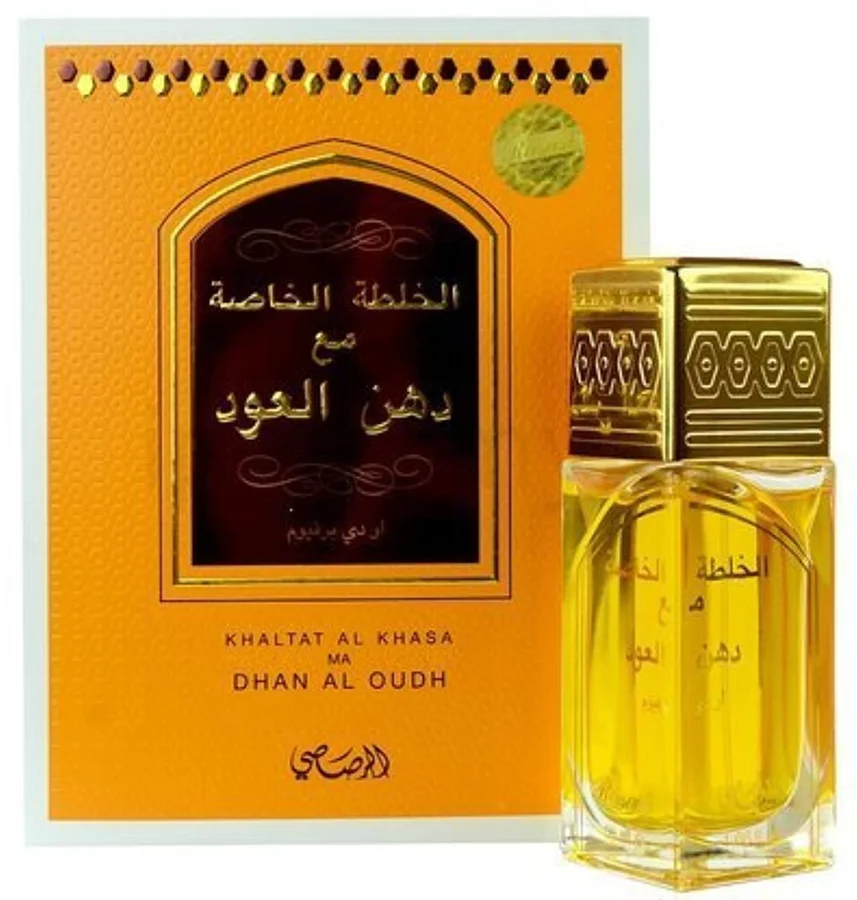 الخلطة الخاصة
مع
دهن العود
او دي برفيوم
KHALTAT AL KHASA
MA
DHAN AL OUDH
الرصاصي
الخلطة الخاصة
مع
دهن العود